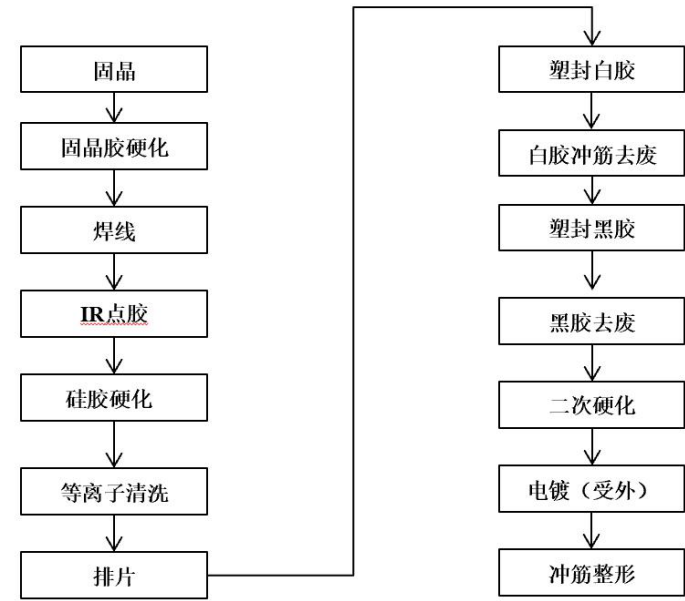 固晶
固晶胶硬化
焊线
IR点胶
硅胶硬化
等离子清洗
排片
塑封白胶
白胶冲筋去废
塑封黑胶
黑胶去废
二次硬化
电镀（受外）
冲筋整形